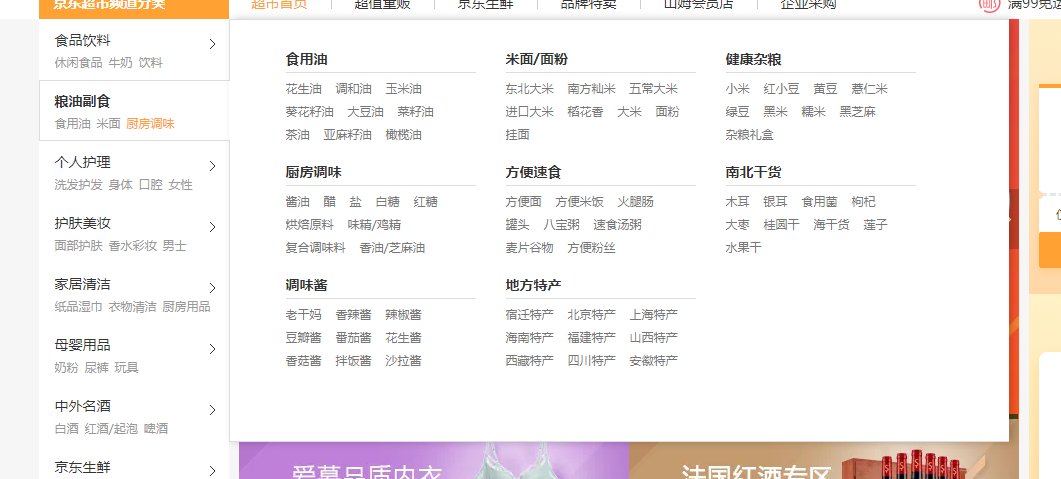 京东超市频道分类
超市首页 超值量贩 京东生鲜 品牌特卖 山姆会员店 企业采购 邮 满99免运
食品饮料
休闲食品 牛奶 饮料
粮油副食
食用油 米面 厨房调味
个人护理
洗发护发 身体 口腔 女性
护肤美妆
面部护肤 香水彩妆 男士
家居清洁
纸品湿巾 衣物清洁 厨房用品
母婴用品
奶粉 尿裤 玩具
中外名酒
白酒 红酒/起泡 啤酒
京东生鲜
食用油
花生油 调和油 玉米油
葵花籽油 大豆油 菜籽油
茶油 亚麻籽油 橄榄油
米面/面粉
东北大米 南方籼米 五常大米
进口大米 稻花香 大米 面粉
挂面
健康杂粮
小米 红小豆 黄豆 薏仁米
绿豆 黑米 糯米 黑芝麻
杂粮礼盒
厨房调味
酱油 醋 盐 白糖 红糖
烘焙原料 味精/鸡精
复合调味料 香油/芝麻油
方便速食
方便面 方便米饭 火腿肠
罐头 八宝粥 速食汤粥
麦片谷物 方便粉丝
南北干货
木耳 银耳 食用菌 枸杞
大枣 桂圆干 海干货 莲子
水果干
调味酱
老干妈 香辣酱 辣椒酱
豆瓣酱 番茄酱 花生酱
香菇酱 拌饭酱 沙拉酱
地方特产
宿迁特产 北京特产 上海特产
海南特产 福建特产 山西特产
西藏特产 四川特产 安徽特产
爱慕品质内衣
法国红酒专区